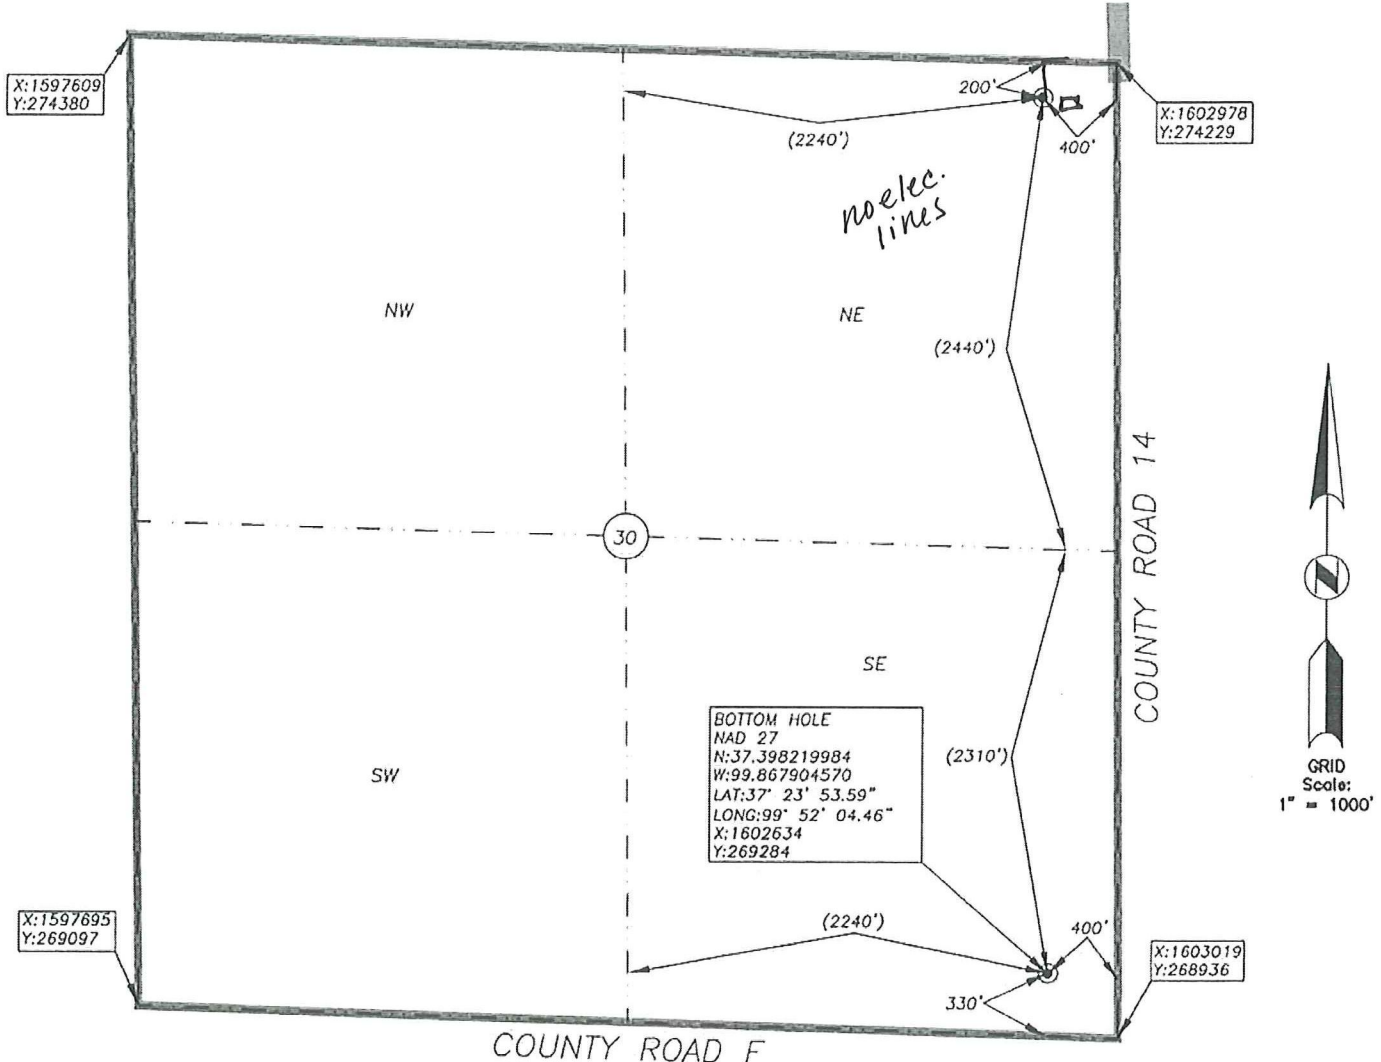 X:1597609
Y:274380
200'
X:1602978
Y:274229
(2240')
400'
no elec.
lines
NW
NE
(2440')
COUNTY ROAD 14
30
SE
BOTTOM HOLE
NAD 27
N:37.398219984
W:99.867904570
LAT:37° 23' 53.59"
LONG:99° 52' 04.46"
X:1602634
Y:269284
(2310')
SW
N
GRID
Scale:
1" = 1000'
X:1597695
Y:269097
(2240')
400'
X:1603019
Y:268936
330'
COUNTY ROAD F